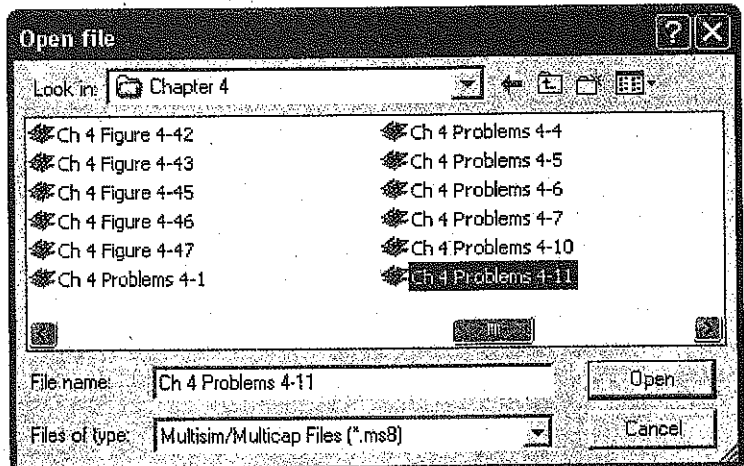 Open file
Look in: Chapter 4
Ch 4 Figure 4-42
Ch 4 Figure 4-43
Ch 4 Figure 4-45
Ch 4 Figure 4-46
Ch 4 Figure 4-47
Ch 4 Problems 4-1
Ch 4 Problems 4-4
Ch 4 Problems 4-5
Ch 4 Problems 4-6
Ch 4 Problems 4-7
Ch 4 Problems 4-10
Ch 4 Problems 4-11
File name: Ch 4 Problems 4-11
Open
Files of type: Multisim/Multicap Files (*.ms8)
Cancel